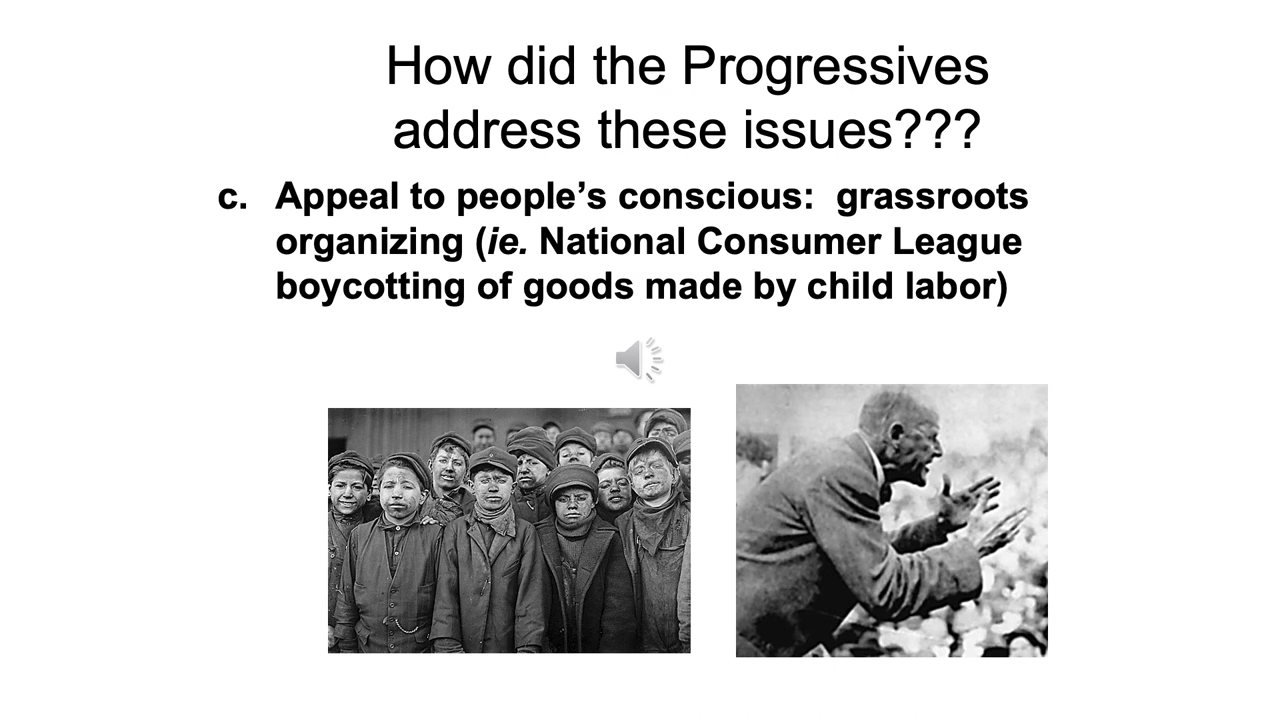 How did the Progressives
address these issues???
c. Appeal to people’s conscious: grassroots
organizing (ie. National Consumer League
boycotting of goods made by child labor)